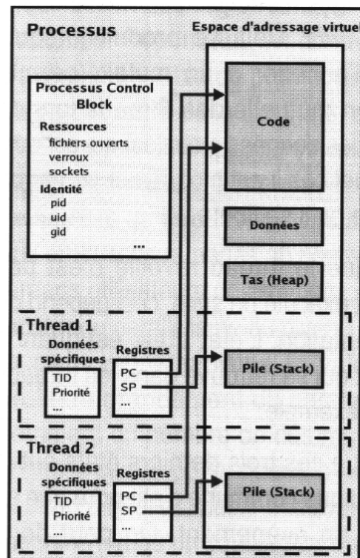 Processus
Espace d'adressage virtuel
Processus Control
Block
Ressources
fichiers ouverts
verroux
sockets
Identité
pid
uid
gid
...
Code
Données
Tas (Heap)
Thread 1
Données
spécifiques
TID
Priorité
...
Registres
PC
SP
...
Pile (Stack)
Thread 2
Données
spécifiques
TID
Priorité
...
Registres
PC
SP
...
Pile (Stack)